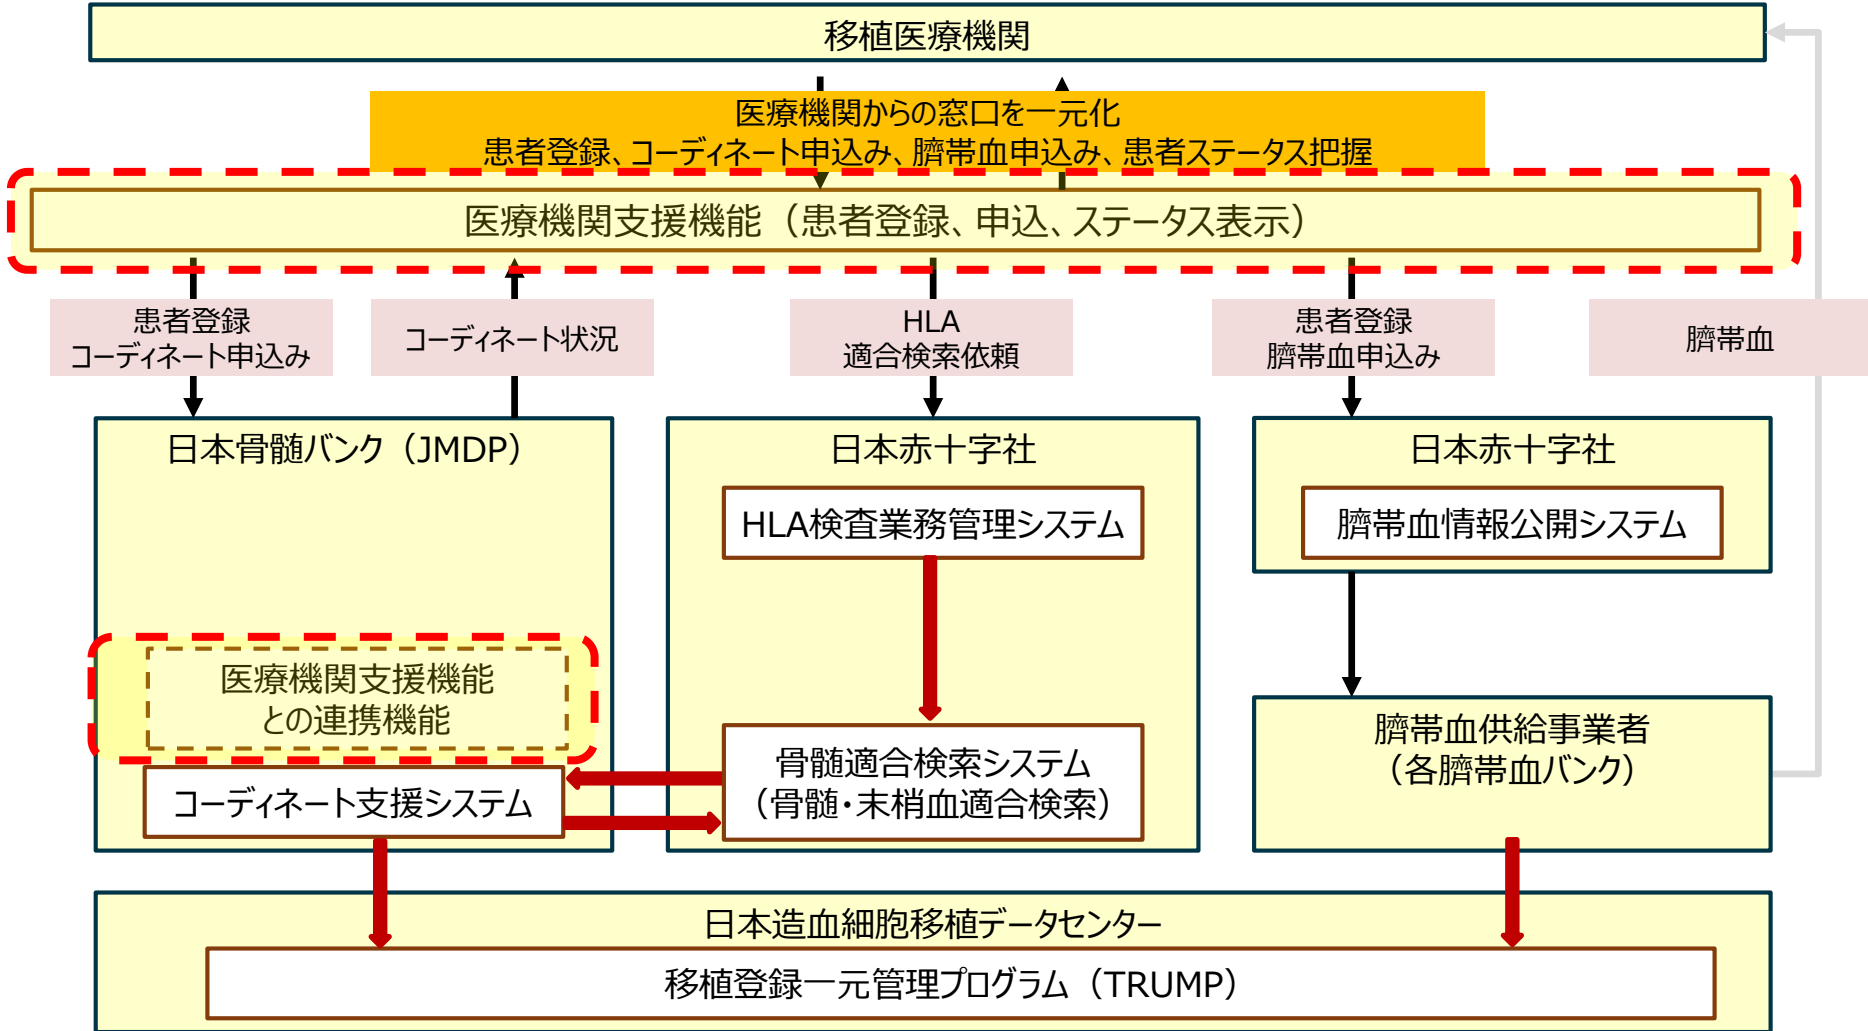 移植医療機関
医療機関からの窓口を一元化
患者登録、コーディネート申込み、臍帯血申込み、患者ステータス把握
医療機関支援機能（患者登録、申込、ステータス表示）
患者登録
コーディネート申込み
コーディネート状況
HLA
適合検索依頼
患者登録
臍帯血申込み
臍帯血
日本骨髄バンク（JMDP）
医療機関支援機能
との連携機能
コーディネート支援システム
日本赤十字社
HLA検査業務管理システム
骨髄適合検索システム
（骨髄・末梢血適合検索）
日本赤十字社
臍帯血情報公開システム
臍帯血供給事業者
（各臍帯血バンク）
日本造血細胞移植データセンター
移植登録一元管理プログラム（TRUMP）